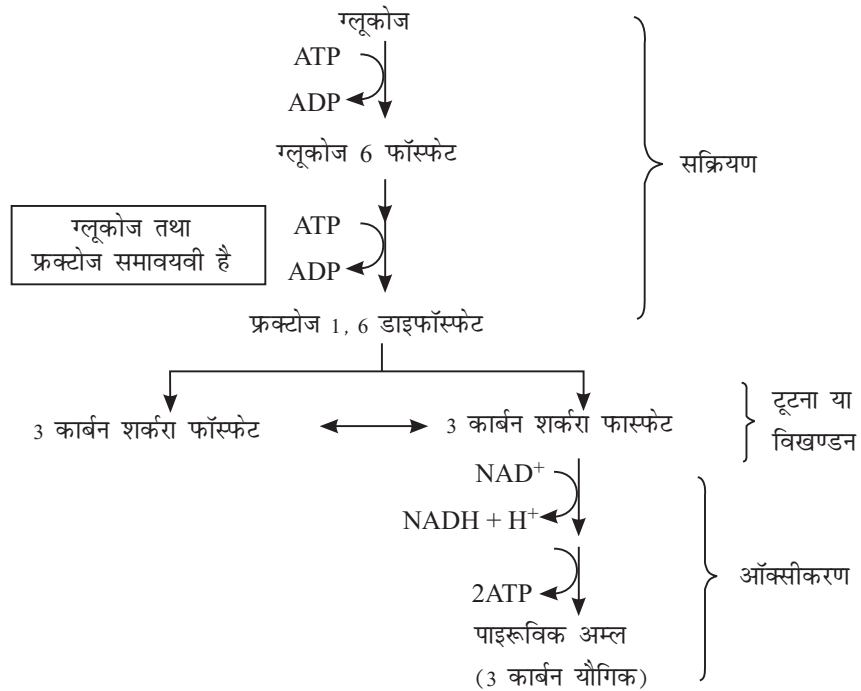 ग्लूकोज
ATP
ADP
ग्लूकोज 6 फॉस्फेट
सक्रियण
ग्लूकोज तथा
फ्रक्टोज समावयवी है
ATP
ADP
फ्रक्टोज 1, 6 डाइफॉस्फेट
3 कार्बन शर्करा फॉस्फेट
3 कार्बन शर्करा फास्फेट
टूटना या
विखण्डन
NAD+
NADH + H+
2ATP
ऑक्सीकरण
पाइरूविक अम्ल
(3 कार्बन यौगिक)